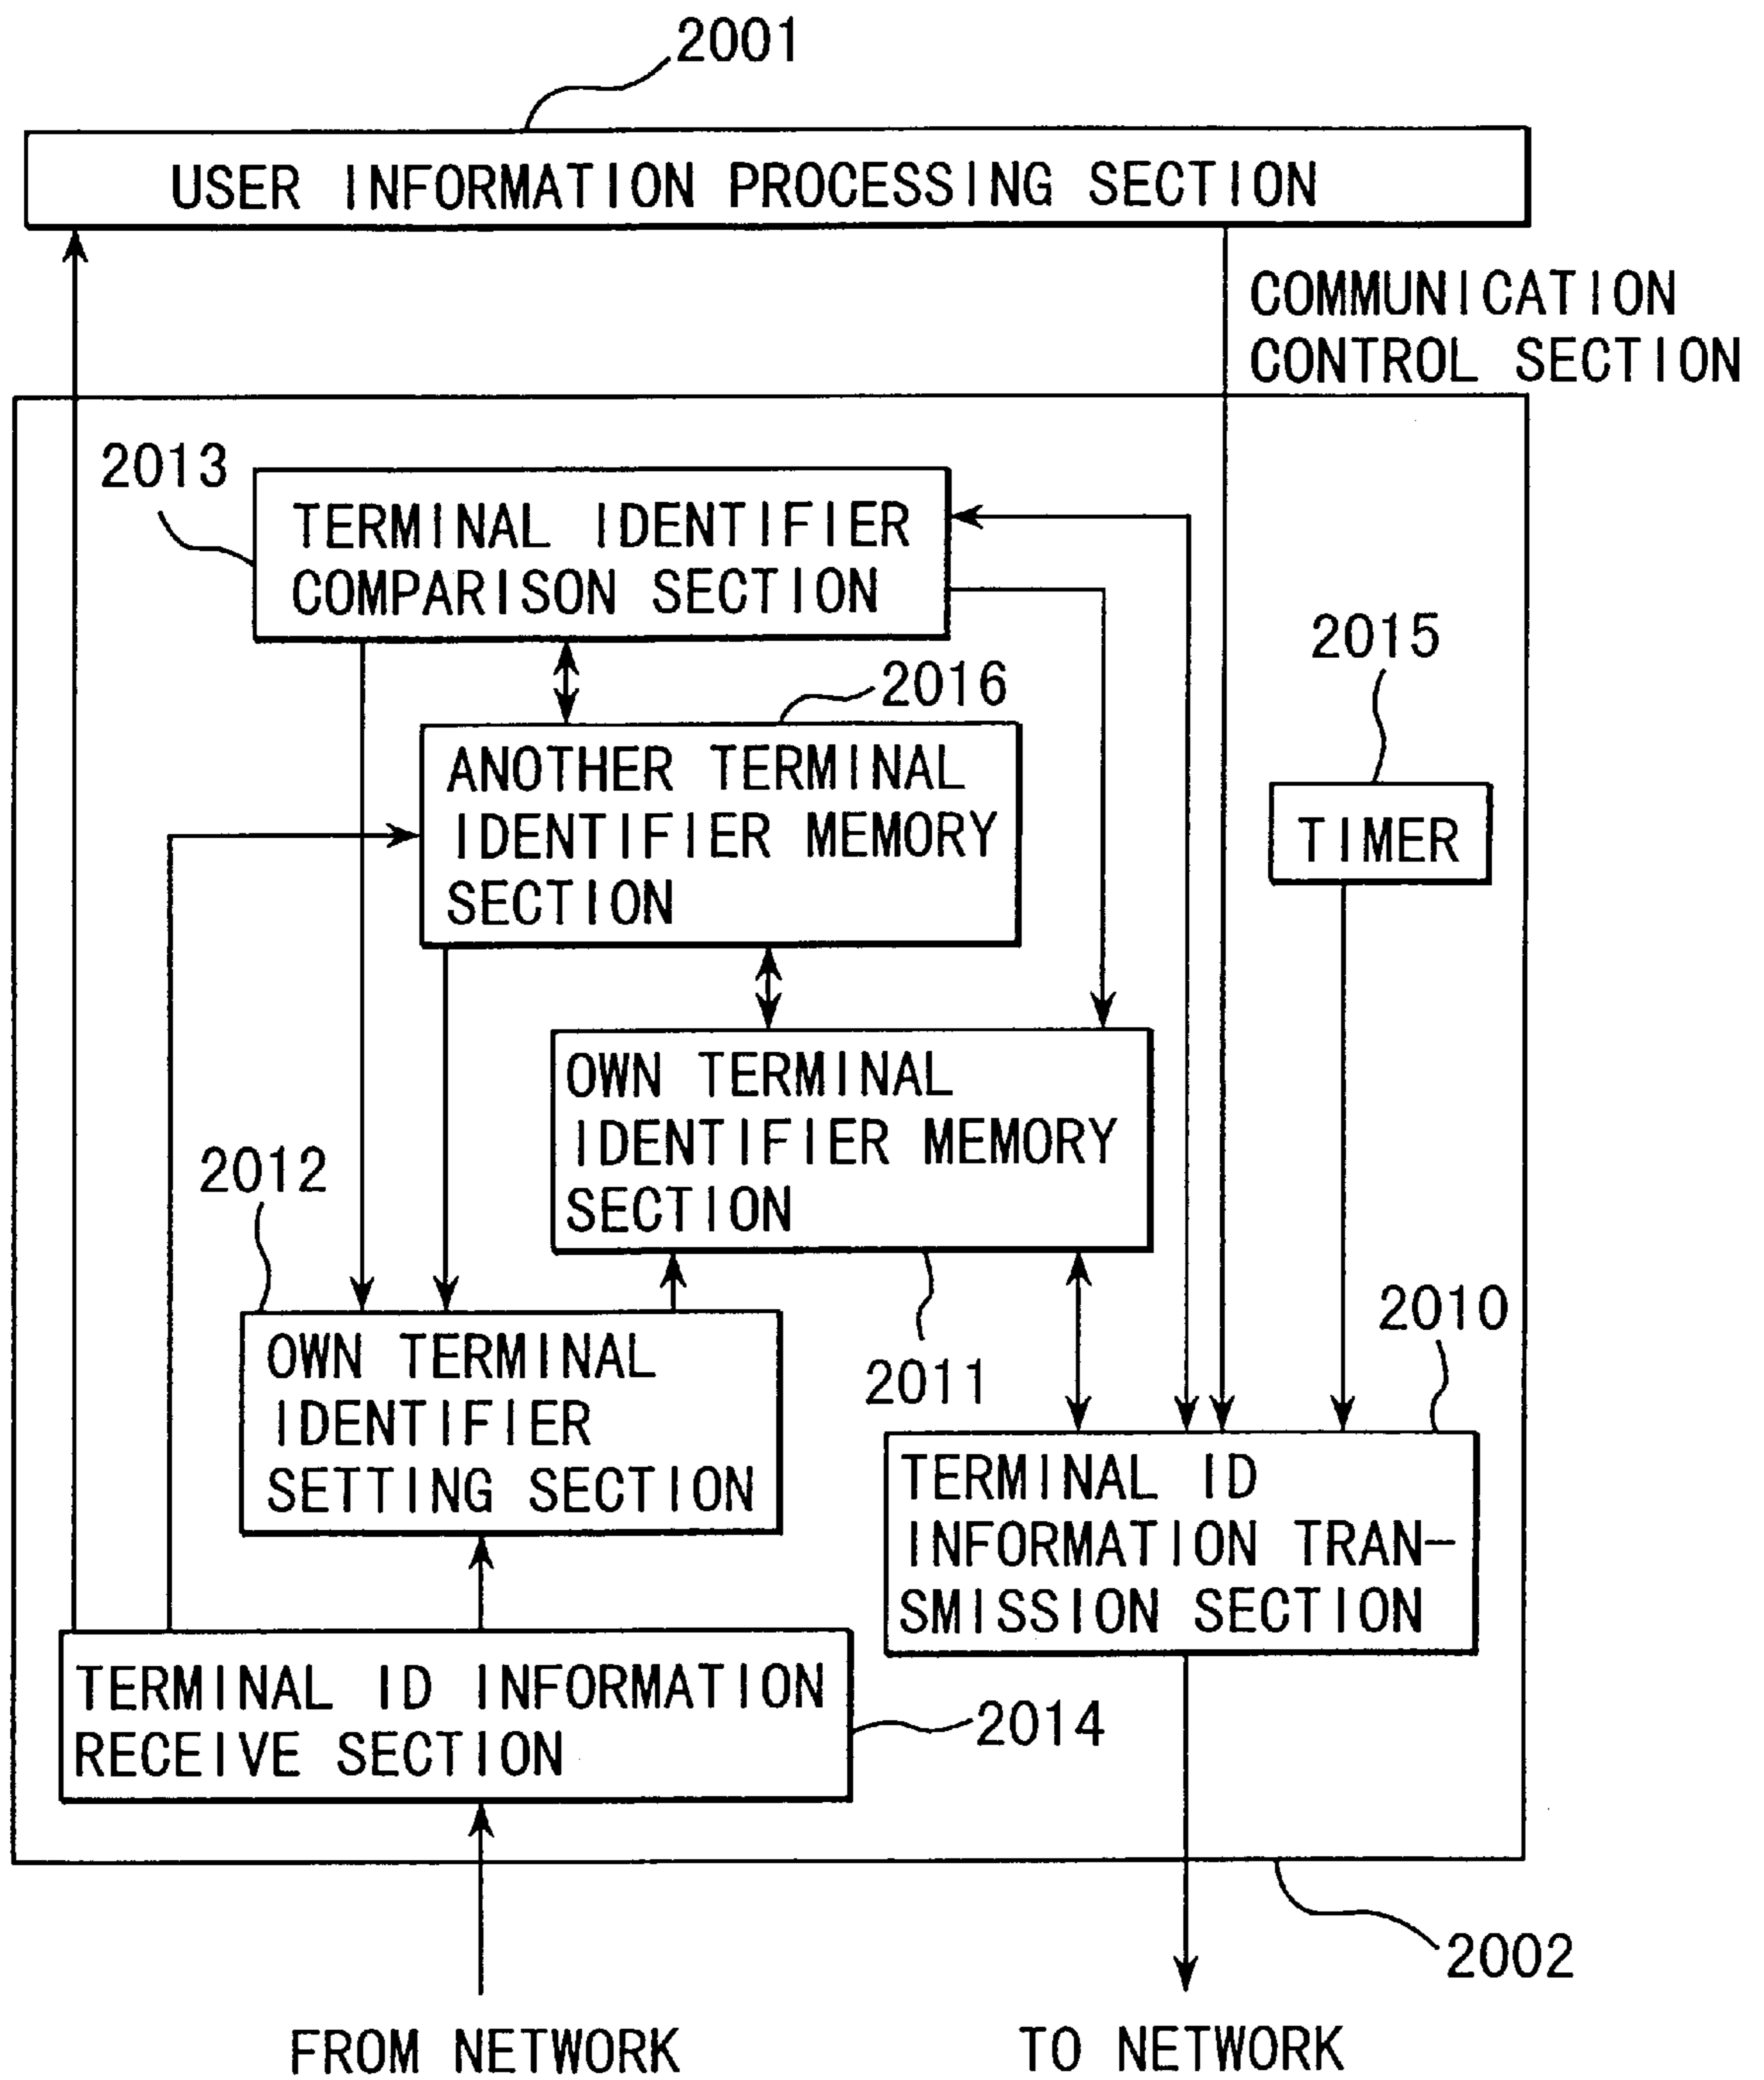 2001
USER INFORMATION PROCESSING SECTION
COMMUNICATION
CONTROL SECTION
2013
TERMINAL IDENTIFIER
COMPARISON SECTION
2015
2016
ANOTHER TERMINAL
IDENTIFIER MEMORY
SECTION
TIMER
OWN TERMINAL
IDENTIFIER MEMORY
SECTION
2012
2010
OWN TERMINAL
IDENTIFIER
SETTING SECTION
2011
TERMINAL ID
INFORMATION TRAN-
SMISSION SECTION
TERMINAL ID INFORMATION
RECEIVE SECTION
2014
2002
FROM NETWORK
TO NETWORK